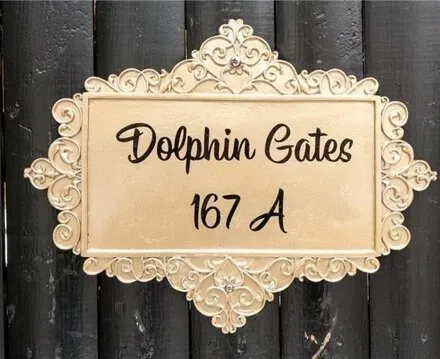 Dolphin Gates
167 A